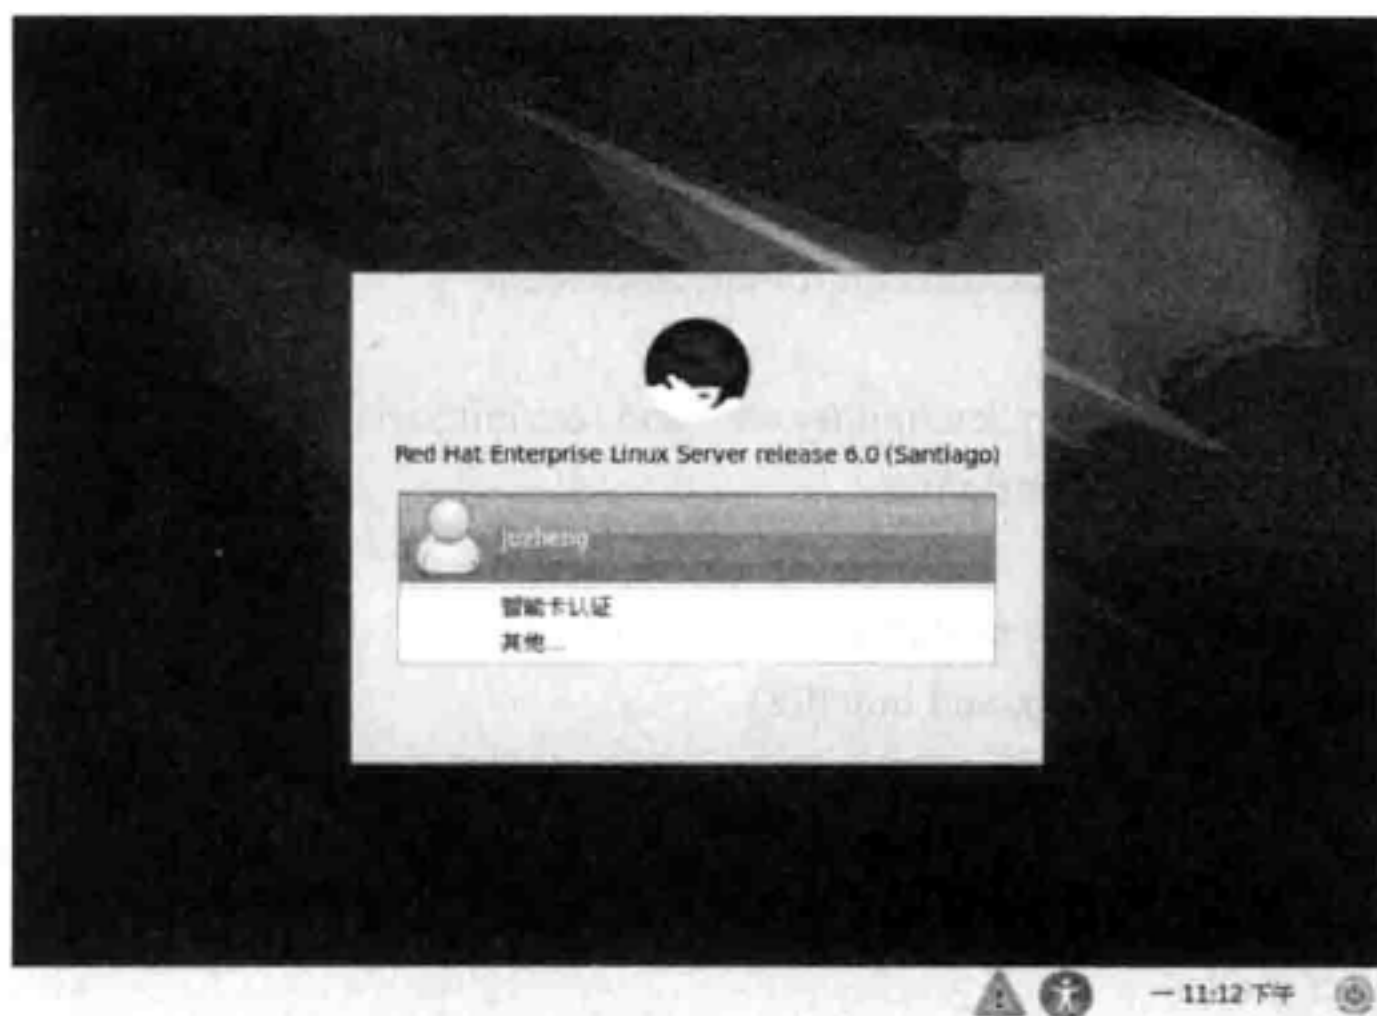 Red Hat Enterprise Linux Server release 6.0 (Santiago)
juzheng
智能卡认证
其他...
一 11:12 下午